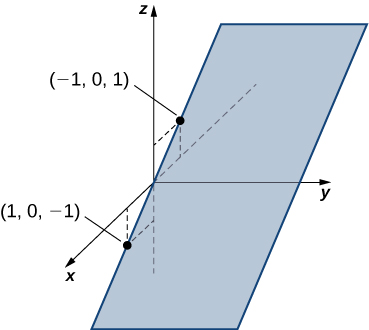 z
(−1, 0, 1)
y
(1, 0, −1)
x